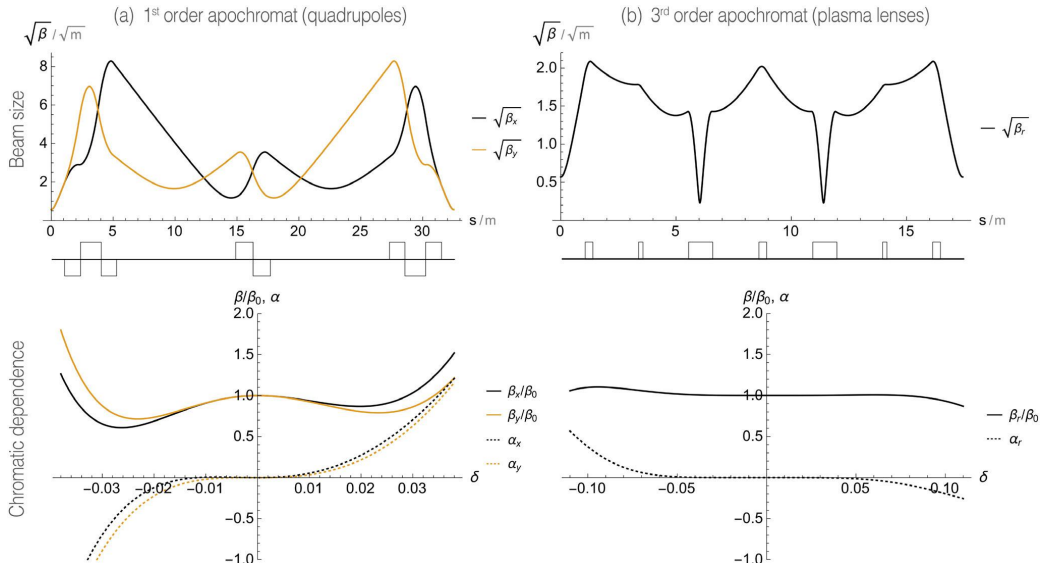 (a) 1st order apochromat (quadrupoles)
√β / √m
Beam size
8
6
4
2
0
5
10
15
20
25
30
s / m
√βx
√βy
(b) 3rd order apochromat (plasma lenses)
√β / √m
2.0
1.5
1.0
0.5
0
5
10
15
s / m
√βr
Chromatic dependence
β/β0, α
2.0
1.5
1.0
0.5
-0.5
-1.0
-0.03
-0.02
-0.01
0.01
0.02
0.03
δ
βx/β0
βy/β0
αx
αy
β/β0, α
2.0
1.5
1.0
0.5
-0.5
-1.0
-0.10
-0.05
0.05
0.10
δ
βr/β0
αr